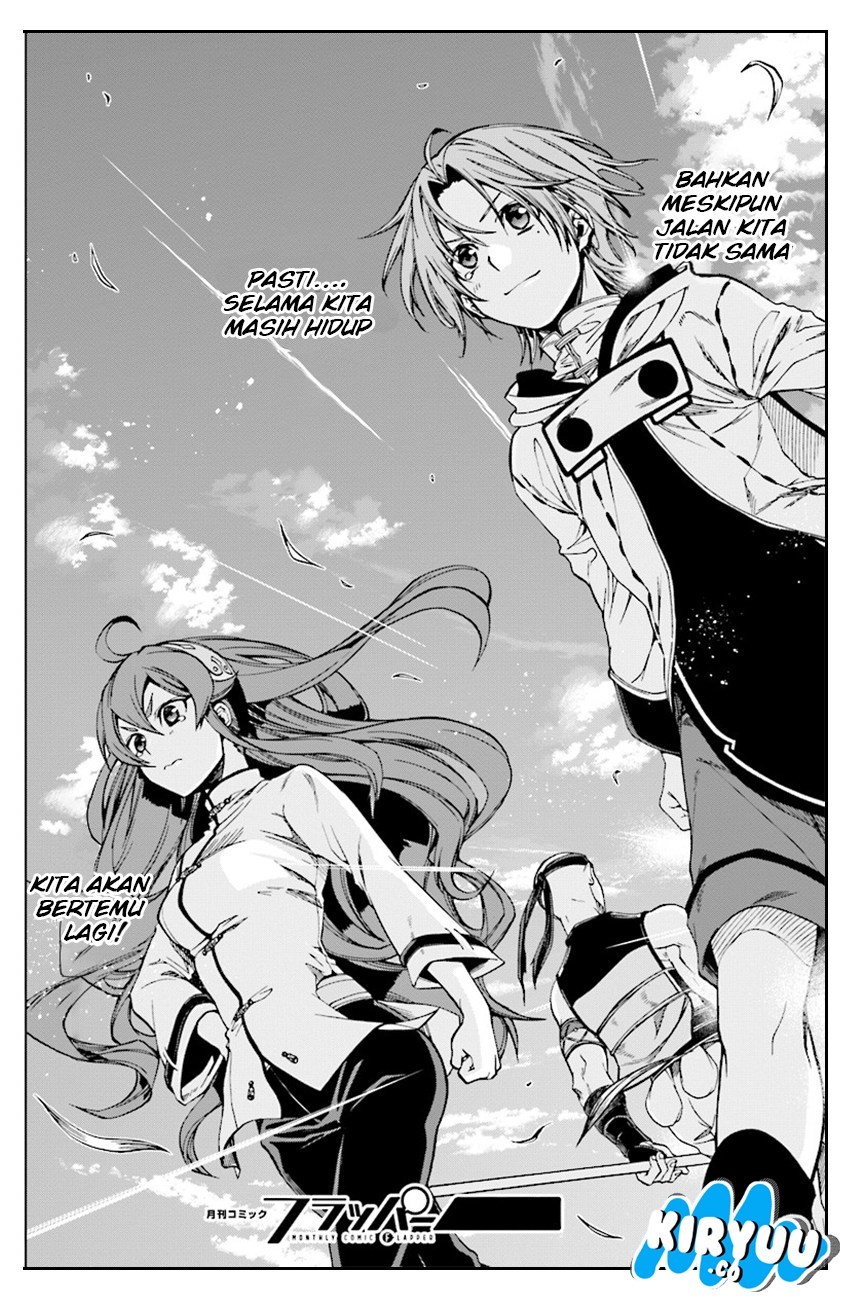 BAHKAN
MESKIPUN
JALAN KITA
TIDAK SAMA
PASTI....
SELAMA KITA
MASIH HIDUP
KITA AKAN
BERTEMU
LAGI!
月刊コミック フラッパー
MONTHLY COMIC FLAPPER
KIRYUU
.CO